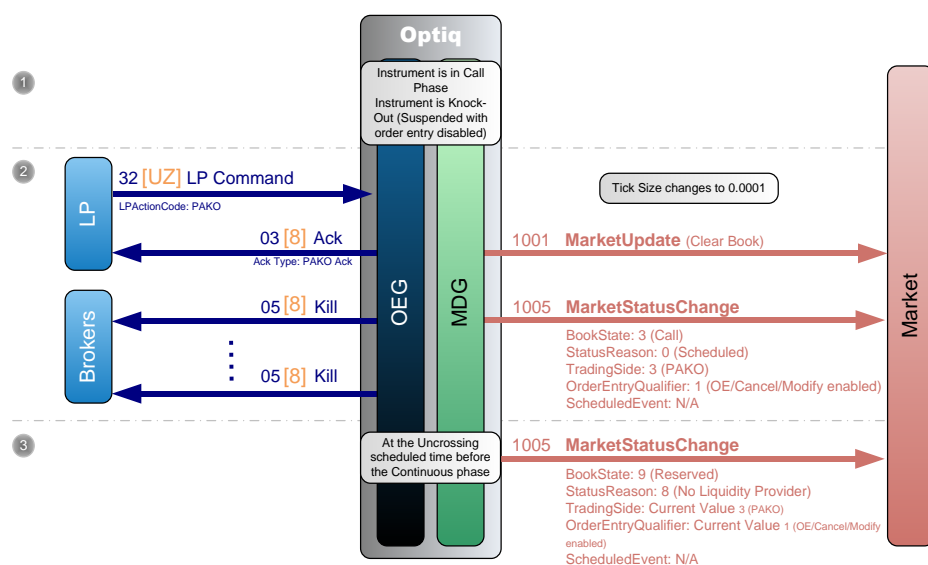 Optiq
1
Instrument is in Call
Phase
Instrument is Knock-
Out (Suspended with
order entry disabled)
2
LP
32 [UZ] LP Command
LPActionCode: PAKO
Tick Size changes to 0.0001
03 [8] Ack
Ack Type: PAKO Ack
1001 MarketUpdate (Clear Book)
OEG
MDG
Market
Brokers
05 [8] Kill
05 [8] Kill
1005 MarketStatusChange
BookState: 3 (Call)
StatusReason: 0 (Scheduled)
TradingSide: 3 (PAKO)
OrderEntryQualifier: 1 (OE/Cancel/Modify enabled)
ScheduledEvent: N/A
3
At the Uncrossing
scheduled time before
the Continuous phase
1005 MarketStatusChange
BookState: 9 (Reserved)
StatusReason: 8 (No Liquidity Provider)
TradingSide: Current Value 3 (PAKO)
OrderEntryQualifier: Current Value 1 (OE/Cancel/Modify
enabled)
ScheduledEvent: N/A